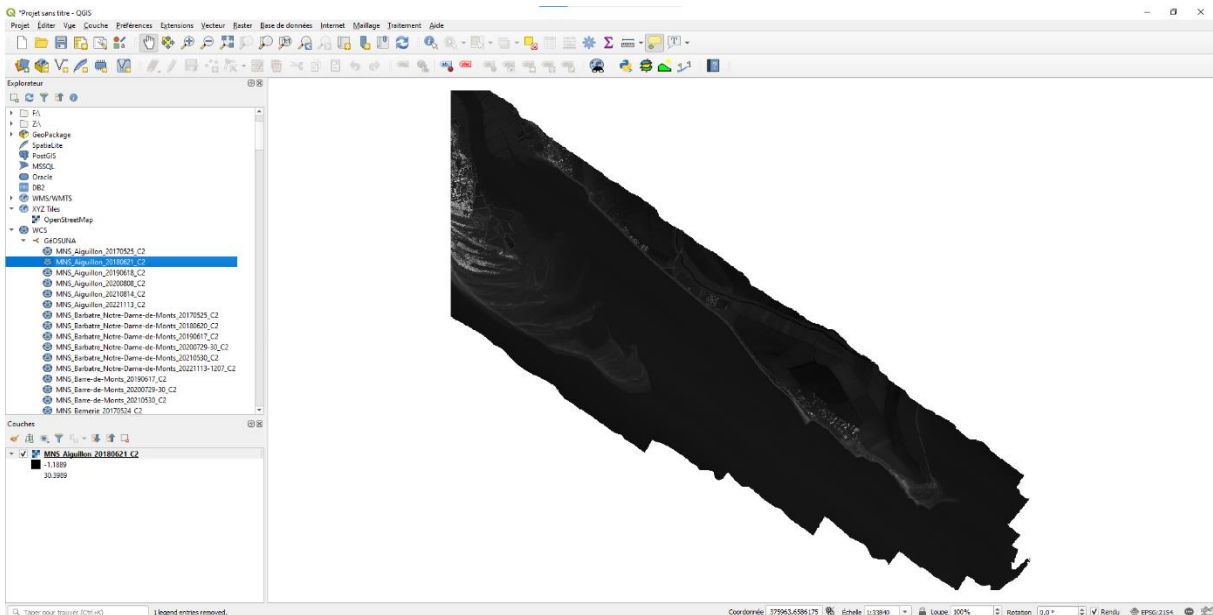 *Projet sans titre - QGIS
Projet Éditer Vue Couche Préférences Extensions Vecteur Raster Base de données Internet Maillage Traitement Aide
Explorateur
F:\
Z:\
GeoPackage
SpatiaLite
PostGIS
MSSQL
Oracle
DB2
WMS/WMTS
XYZ Tiles
OpenStreetMap
WCS
GéOSUNA
MNS_Aiguillon_20170525_C2
MNS_Aiguillon_20180621_C2
MNS_Aiguillon_20190618_C2
MNS_Aiguillon_20200808_C2
MNS_Aiguillon_20210814_C2
MNS_Aiguillon_20221113_C2
MNS_Barbatre_Notre-Dame-de-Monts_20170525_C2
MNS_Barbatre_Notre-Dame-de-Monts_20180620_C2
MNS_Barbatre_Notre-Dame-de-Monts_20190617_C2
MNS_Barbatre_Notre-Dame-de-Monts_20200729-30_C2
MNS_Barbatre_Notre-Dame-de-Monts_20210530_C2
MNS_Barbatre_Notre-Dame-de-Monts_20221113-1207_C2
MNS_Barre-de-Monts_20190617_C2
MNS_Barre-de-Monts_20200729-30_C2
MNS_Barre-de-Monts_20210530_C2
MNS_Bernerie_20170524_C2
Couches
MNS_Aiguillon_20180621_C2
-1.1889
30.3989
Taper pour trouver (Ctrl+K) 1 legend entries removed. Coordonnée 375963,6586175 Échelle 1:33840 Loupe 100% Rotation 0,0 ° Rendu EPSG:2154